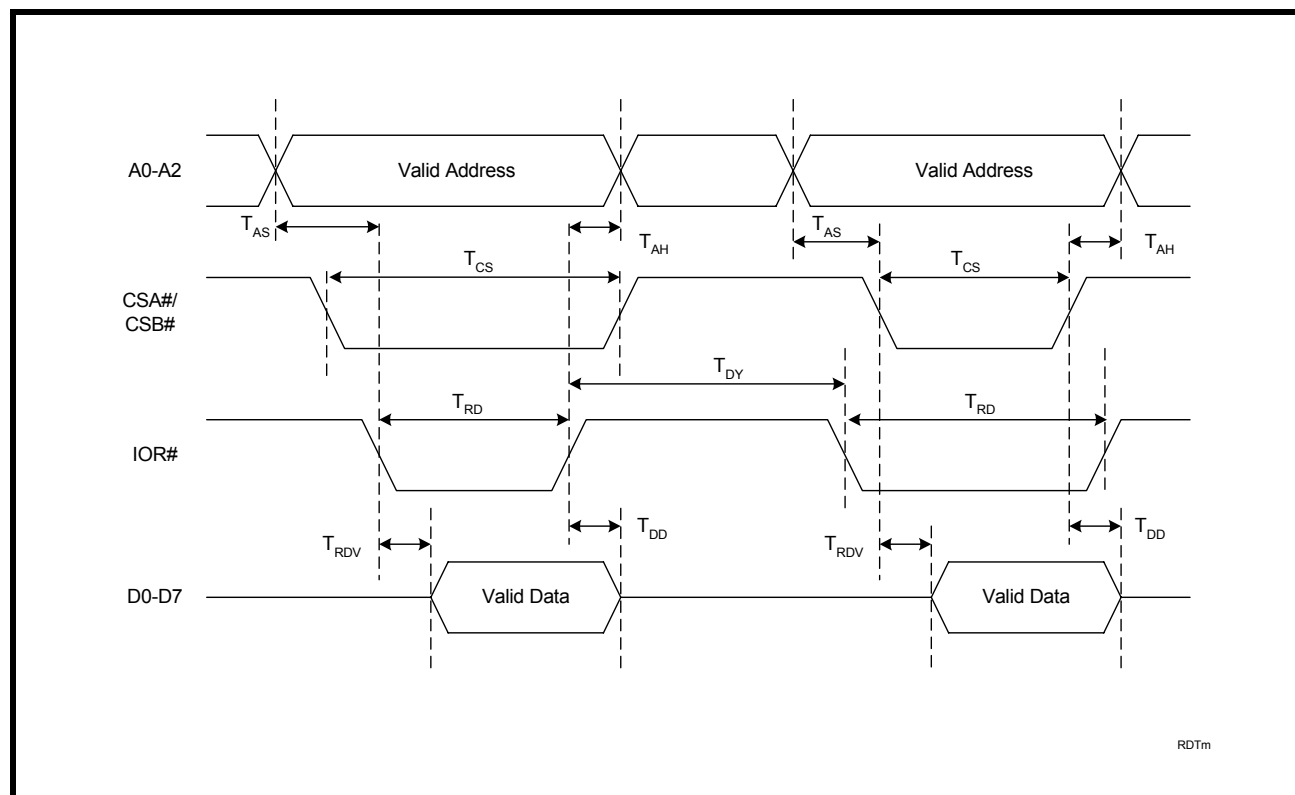 A0-A2
Valid Address
Valid Address
TAS
TAH
TAS
TAH
TCS
TCS
CSA#/
CSB#
TDY
TRD
TRD
IOR#
TRDV
TDD
TRDV
TDD
D0-D7
Valid Data
Valid Data
RDTm